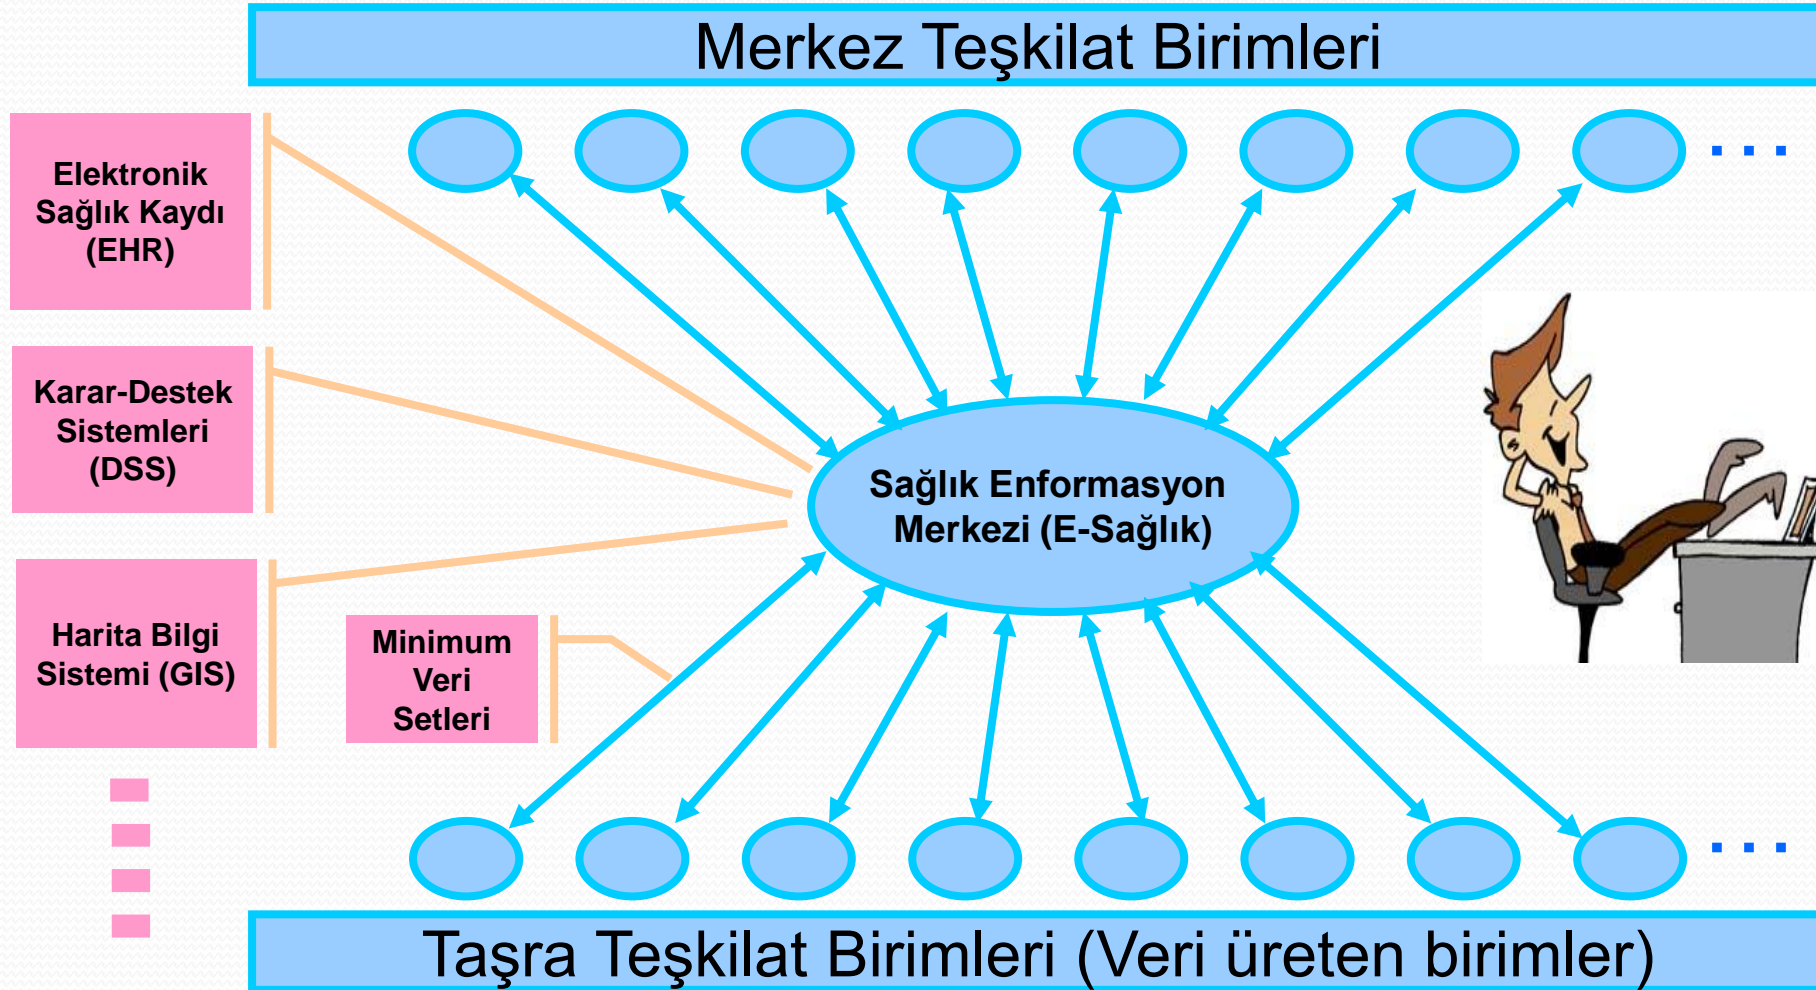 Merkez Teşkilat Birimleri
Elektronik
Sağlık Kaydı
(EHR)
Karar-Destek
Sistemleri
(DSS)
Sağlık Enformasyon
Merkezi (E-Sağlık)
Harita Bilgi
Sistemi (GIS)
Minimum
Veri
Setleri
Taşra Teşkilat Birimleri (Veri üreten birimler)